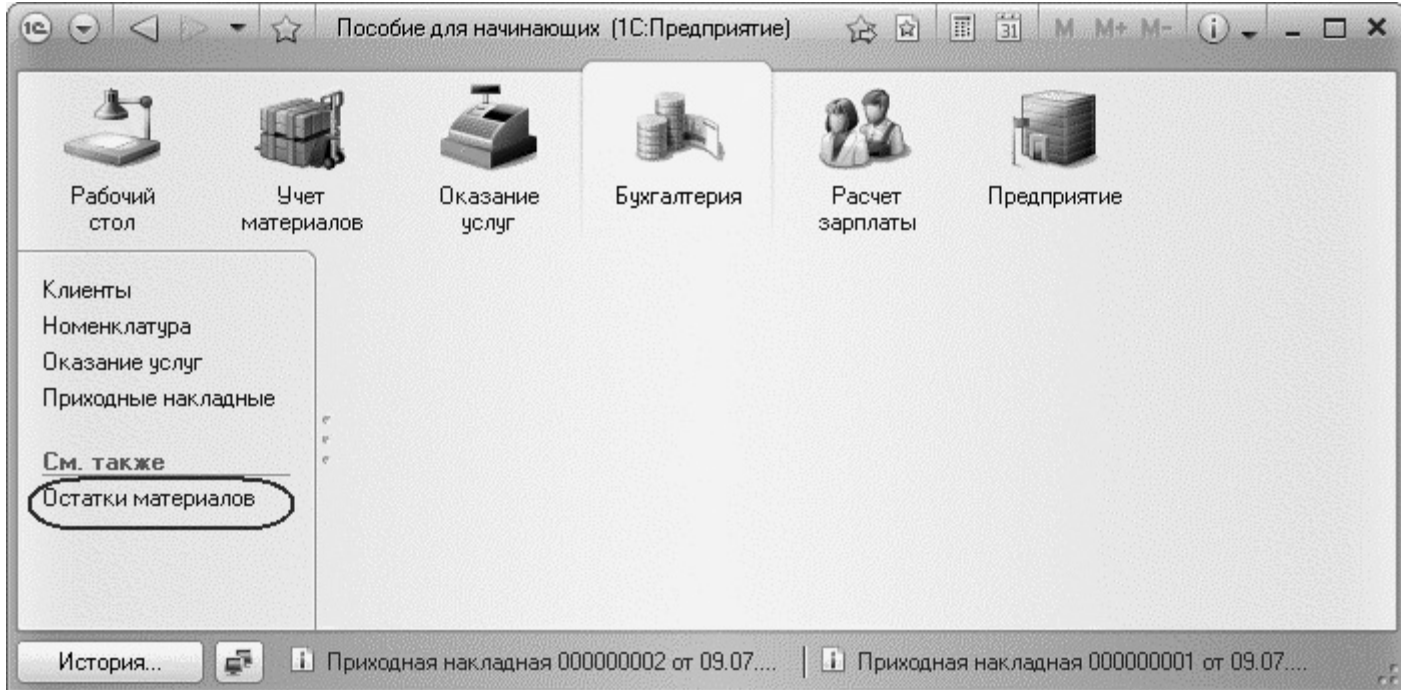 1С Пособие для начинающих (1С:Предприятие) 31 M M+ M-
Рабочий
стол
Учет
материалов
Оказание
услуг
Бухгалтерия
Расчет
зарплаты
Предприятие
Клиенты
Номенклатура
Оказание услуг
Приходные накладные
См. также
Остатки материалов
История... Приходная накладная 000000002 от 09.07.... Приходная накладная 000000001 от 09.07....